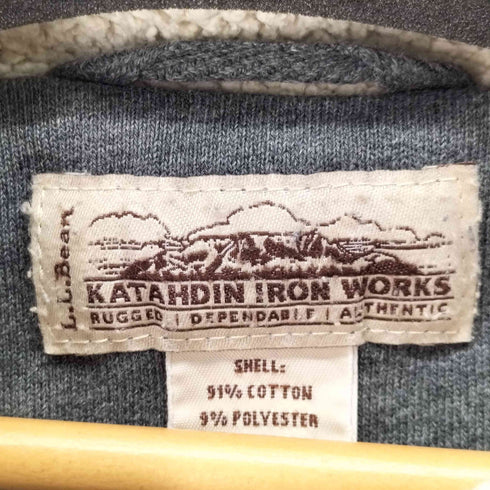 L.L.Bean
KATAHDIN IRON WORKS
RUGGED | DEPENDABLE | AUTHENTIC
SHELL:
91% COTTON
9% POLYESTER